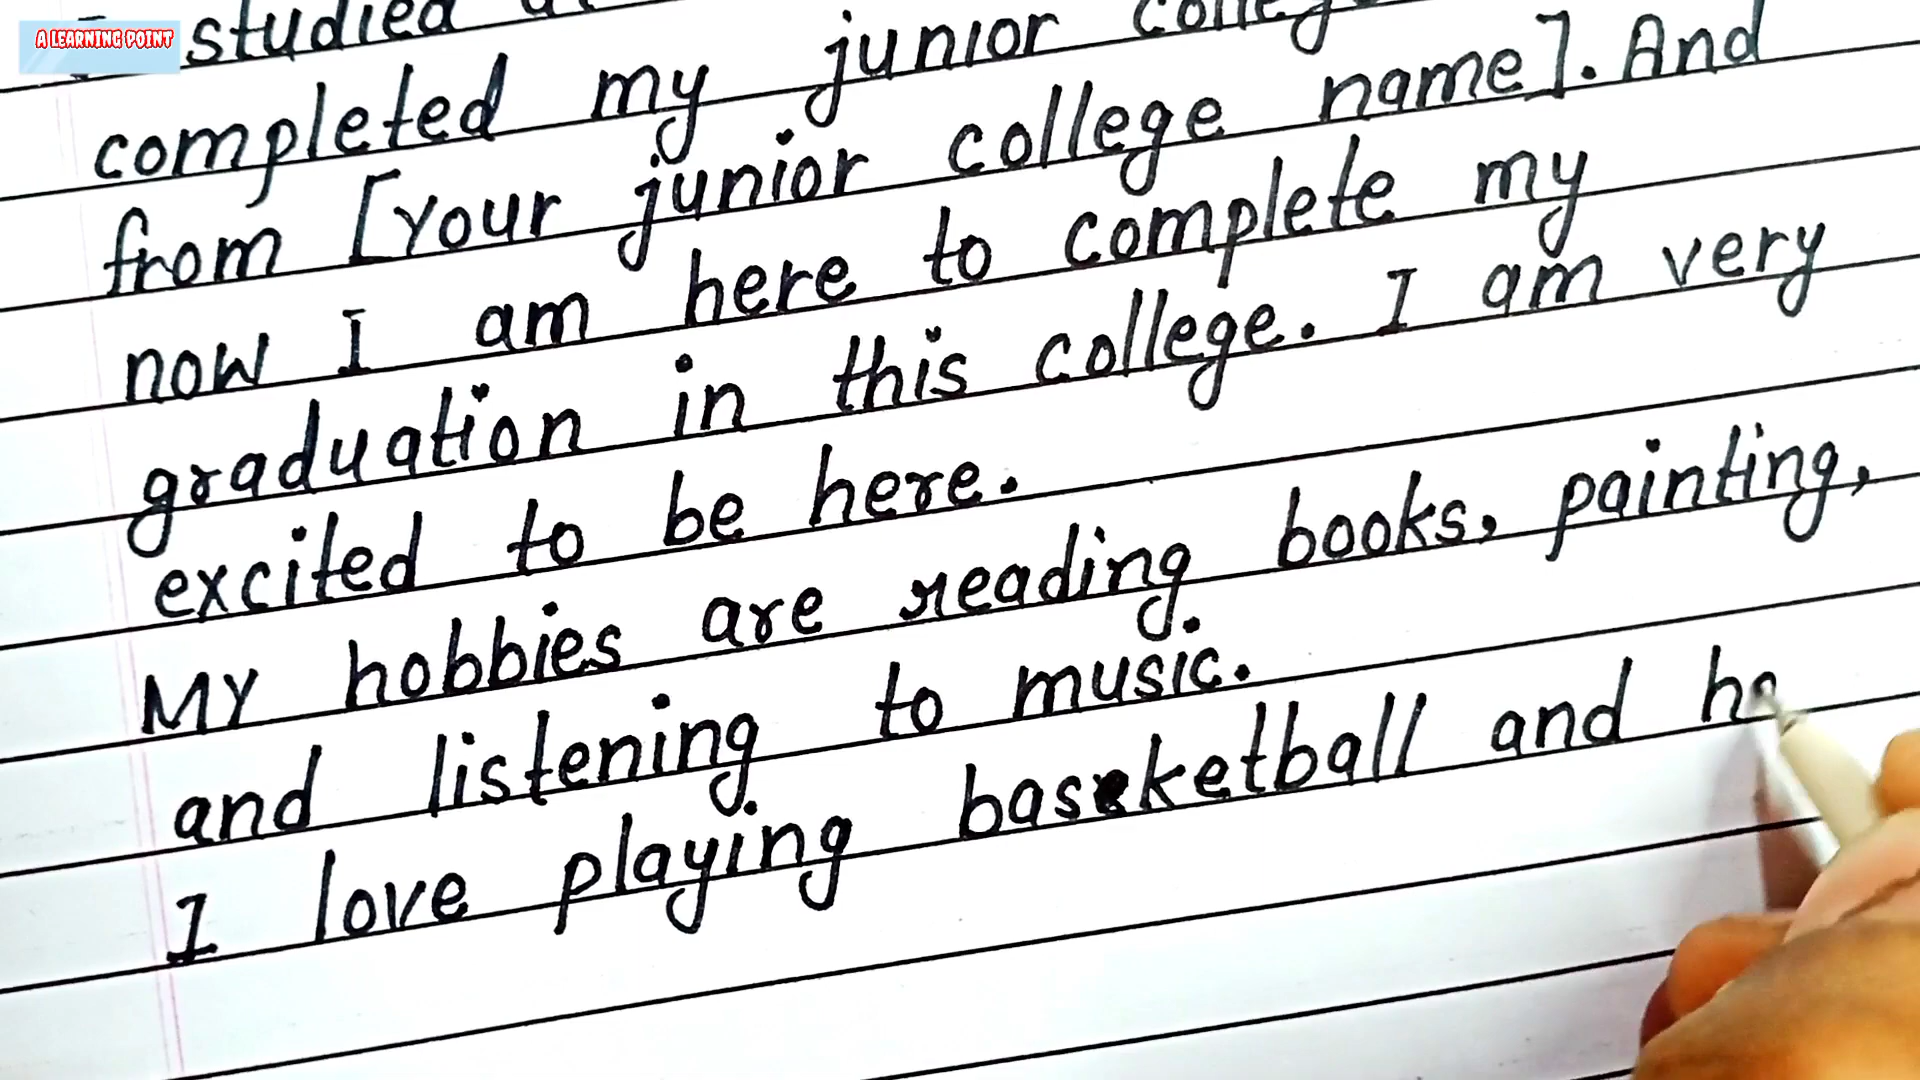 A LEARNING POINT
I studied
completed my junior college
from [Your junior college name]. And
now I am here to complete my
graduation in this college. I am very
excited to be here.
My hobbies are reading books, painting,
and listening to music.
I love playing basketball and